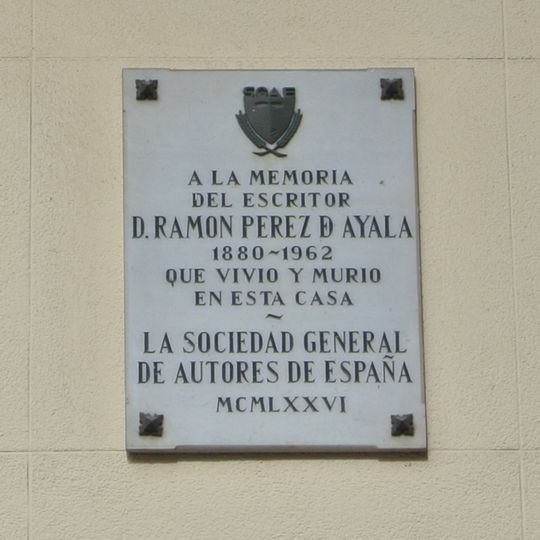 SGAE
A LA MEMORIA
DEL ESCRITOR
D. RAMON PEREZ D AYALA
1880~1962
QUE VIVIO Y MURIO
EN ESTA CASA
~
LA SOCIEDAD GENERAL
DE AUTORES DE ESPAÑA
MCMLXXVI